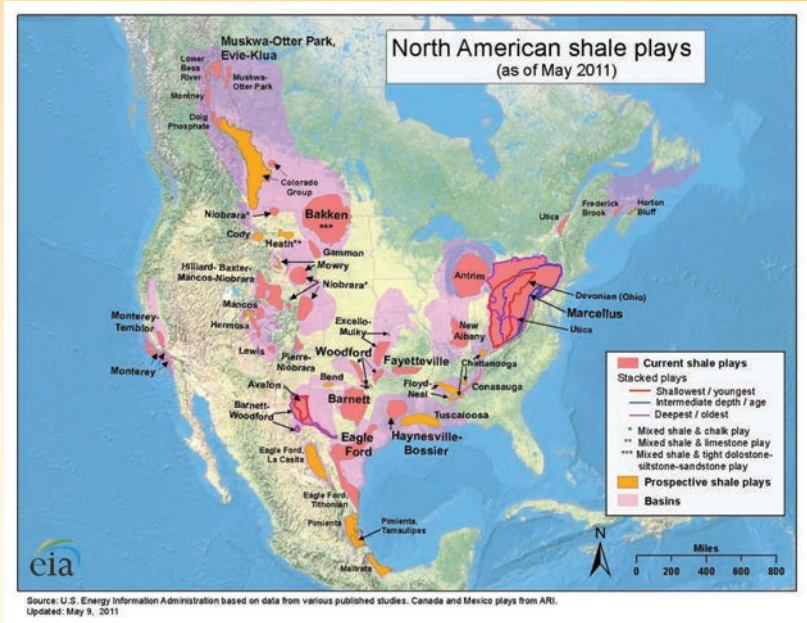 North American shale plays
(as of May 2011)
Muskwa-Otter Park,
Evie-Klua
Lower
Bess
River
Muskwa-
Otter Park
Montney
Doig
Phosphate
Colorado
Group
Niobrara*
Bakken
***
Cody
Heath**
Gammon
Mowry
Hilliard- Baxter-
Mancos-Niobrara
Niobrara*
Mancos
Hermosa
Monterey-
Temblor
Monterey
Lewis
Pierre-
Niobrara
Excello-
Mulky
Woodford
Fayetteville
Bend
Avalon
Barnett
Barnett-
Woodford
Eagle
Ford
Haynesville-
Bossier
Floyd-
Neal
Tuscaloosa
Conasauga
Chattanooga
New
Albany
Antrim
Utica
Frederick
Brook
Horton
Bluff
Devonian (Ohio)
Marcellus
Utica
Eagle Ford,
La Casita
Eagle Ford,
Tithonian
Pimienta
Pimienta,
Tamaulipas
Maltrata
Current shale plays
Stacked plays
Shallowest / youngest
Intermediate depth / age
Deepest / oldest
* Mixed shale & chalk play
** Mixed shale & limestone play
*** Mixed shale & tight dolostone-
siltstone-sandstone play
Prospective shale plays
Basins
N
Miles
0 200 400 600 800
eia
Source: U.S. Energy Information Administration based on data from various published studies. Canada and Mexico plays from ARI.
Updated: May 9, 2011